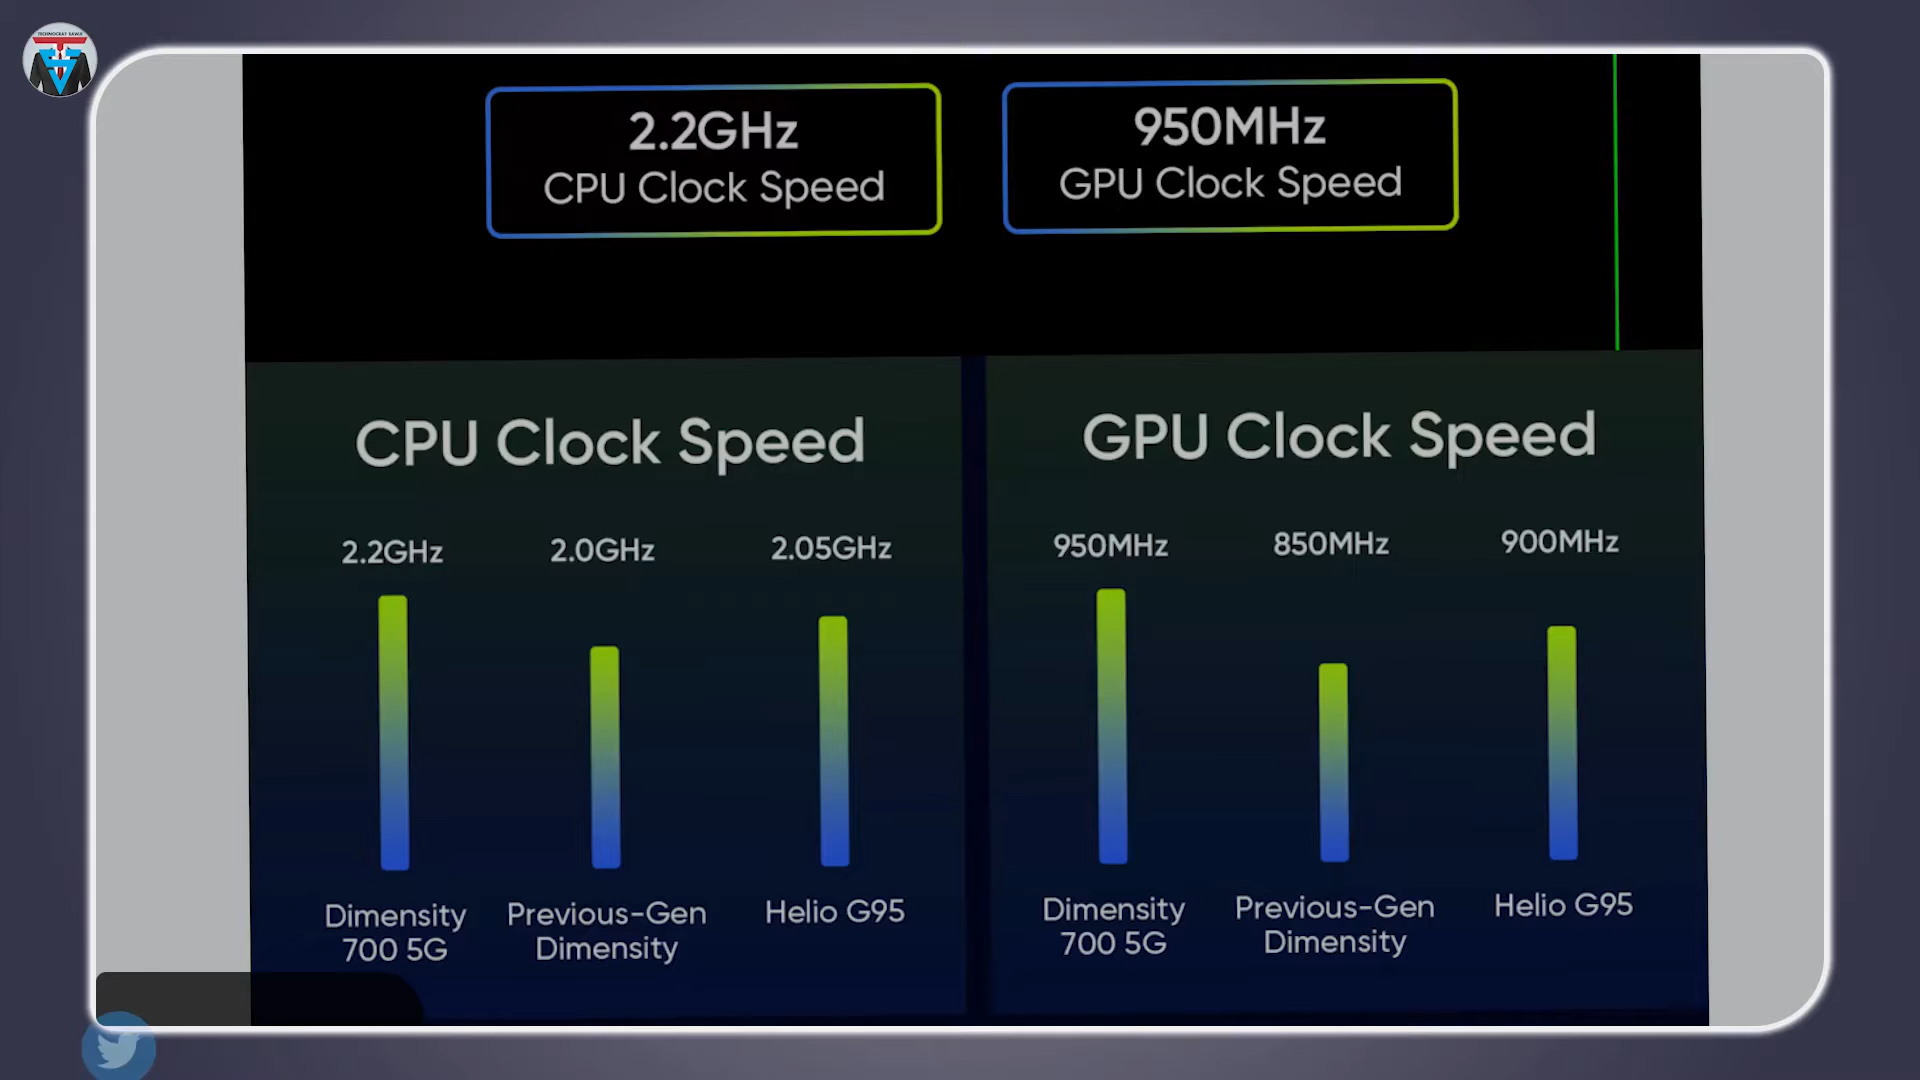 TECHNOCRAT SAVAJI
2.2GHz
CPU Clock Speed
950MHz
GPU Clock Speed
CPU Clock Speed
2.2GHz
2.0GHz
2.05GHz
Dimensity
700 5G
Previous-Gen
Dimensity
Helio G95
GPU Clock Speed
950MHz
850MHz
900MHz
Dimensity
700 5G
Previous-Gen
Dimensity
Helio G95